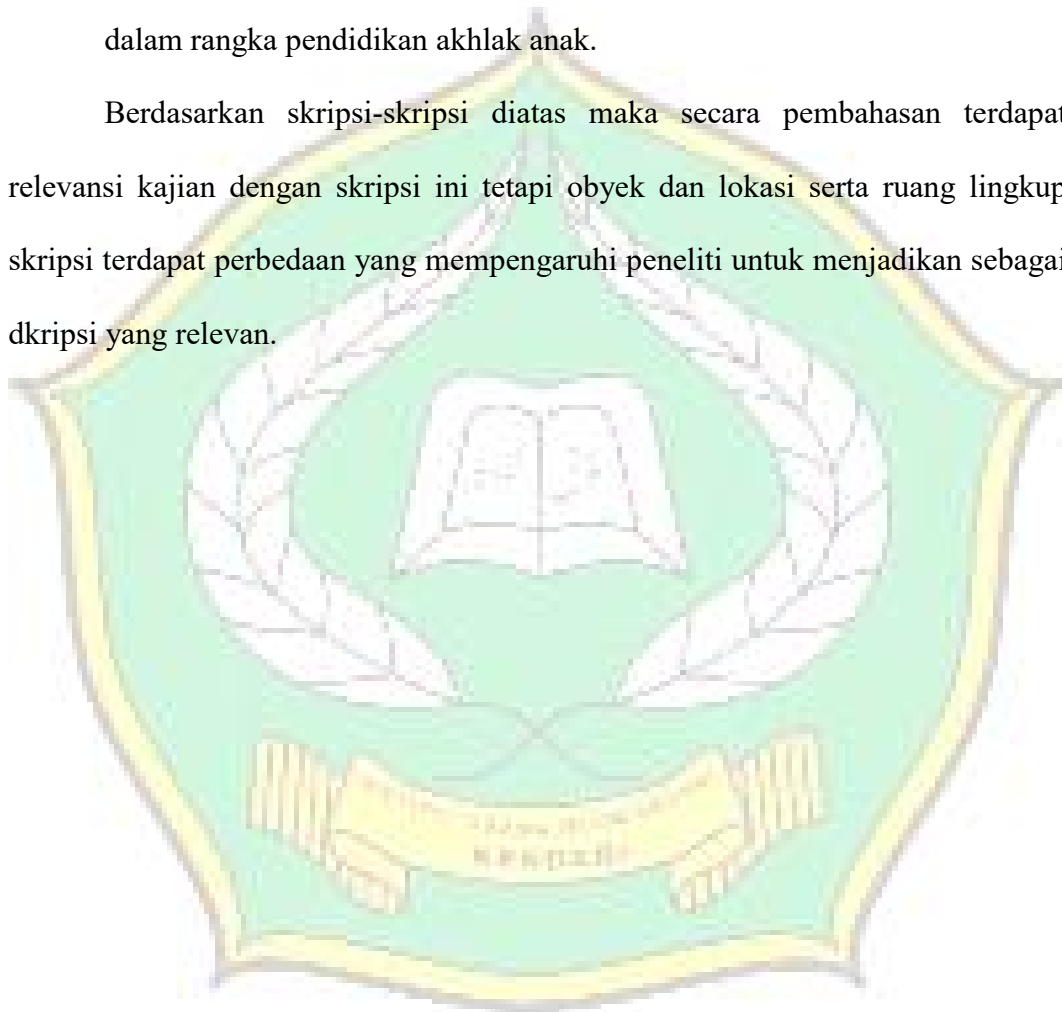 dalam rangka pendidikan akhlak anak.
Berdasarkan skripsi-skripsi diatas maka secara pembahasan terdapat
relevansi kajian dengan skripsi ini tetapi obyek dan lokasi serta ruang lingkup
skripsi terdapat perbedaan yang mempengaruhi peneliti untuk menjadikan sebagai
dkripsi yang relevan.
KENDARI